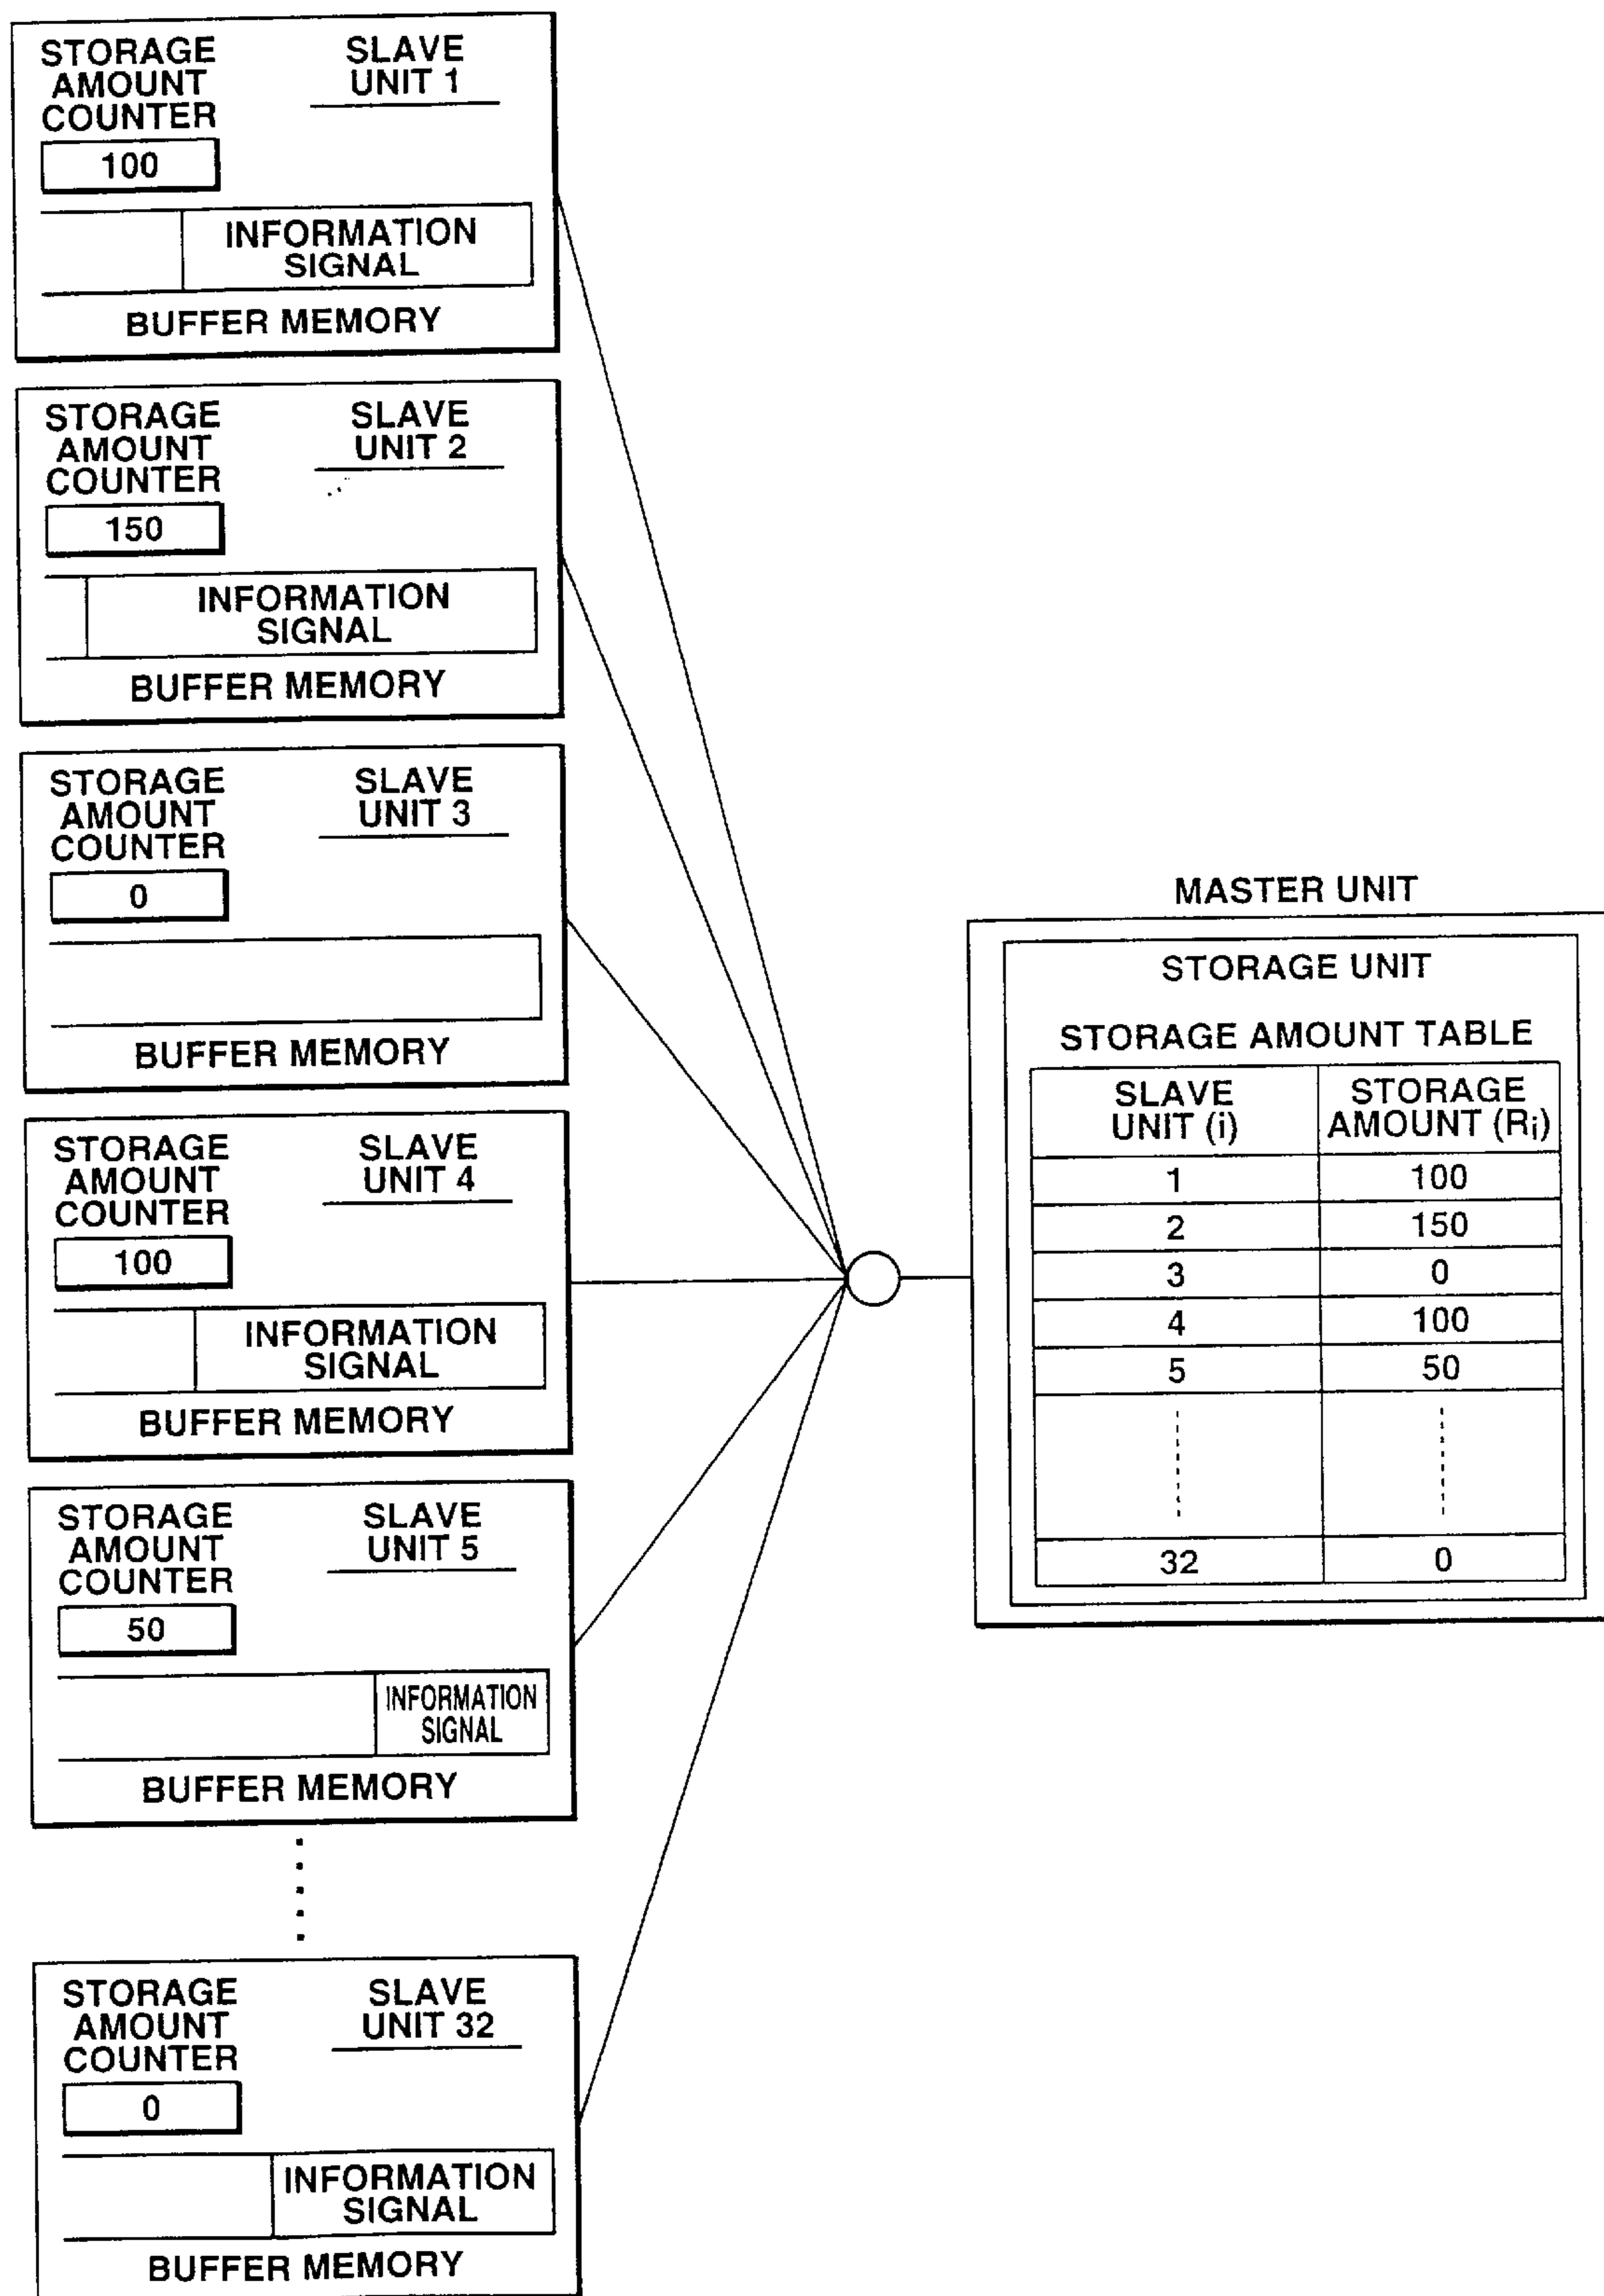 STORAGE
AMOUNT
COUNTER
SLAVE
UNIT 1
100
INFORMATION
SIGNAL
BUFFER MEMORY
STORAGE
AMOUNT
COUNTER
SLAVE
UNIT 2
150
INFORMATION
SIGNAL
BUFFER MEMORY
STORAGE
AMOUNT
COUNTER
SLAVE
UNIT 3
0
BUFFER MEMORY
STORAGE
AMOUNT
COUNTER
SLAVE
UNIT 4
100
INFORMATION
SIGNAL
BUFFER MEMORY
STORAGE
AMOUNT
COUNTER
SLAVE
UNIT 5
50
INFORMATION
SIGNAL
BUFFER MEMORY
STORAGE
AMOUNT
COUNTER
SLAVE
UNIT 32
0
INFORMATION
SIGNAL
BUFFER MEMORY
MASTER UNIT
STORAGE UNIT
STORAGE AMOUNT TABLE
SLAVE
UNIT (i)
STORAGE
AMOUNT (Ri)
1 100
2 150
3 0
4 100
5 50
32 0